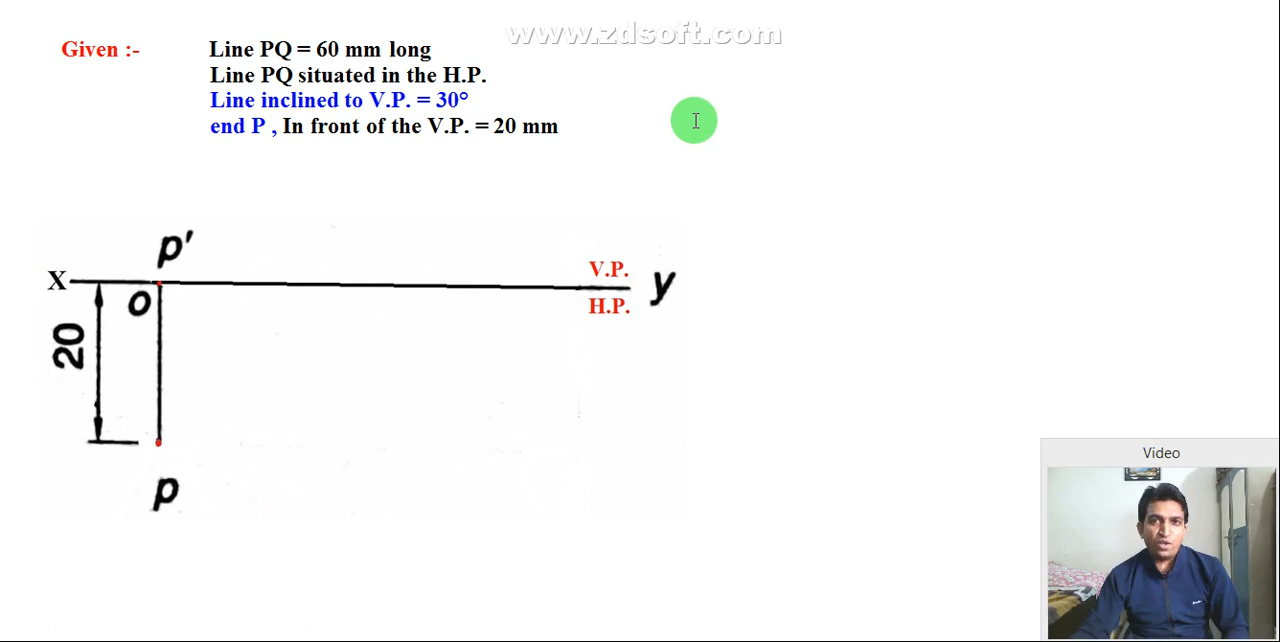 www.zdsoft.com
Given :- Line PQ = 60 mm long
Line PQ situated in the H.P.
Line inclined to V.P. = 30°
end P , In front of the V.P. = 20 mm
p'
X
V.P.
y
O
H.P.
20
p
Video